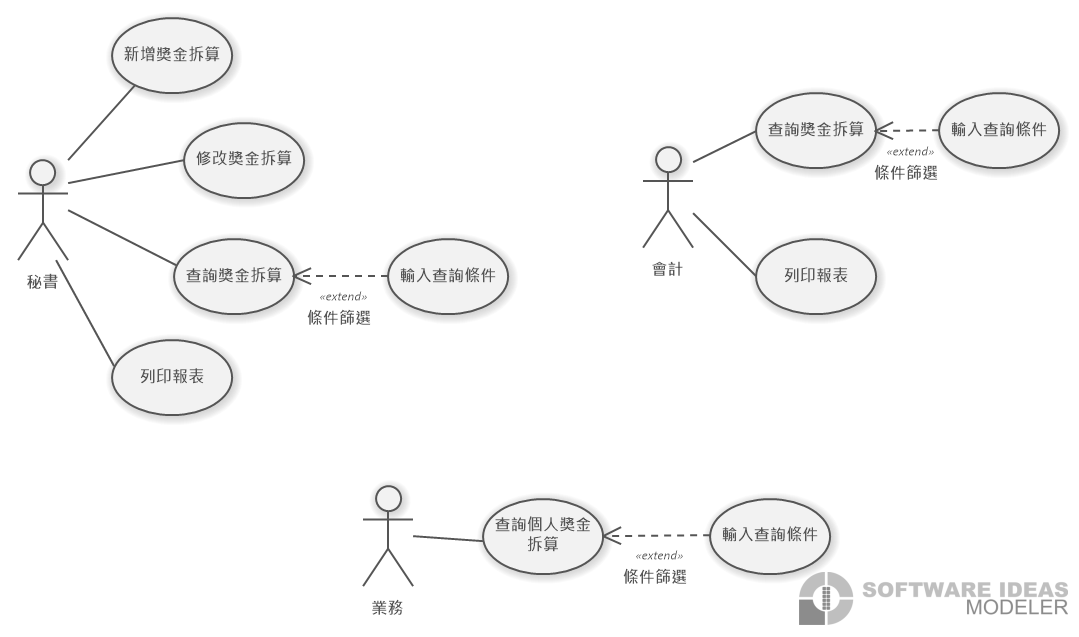 新增獎金拆算
修改獎金拆算
查詢獎金拆算
輸入查詢條件
«extend»
條件篩選
秘書
列印報表
查詢獎金拆算
輸入查詢條件
«extend»
條件篩選
會計
列印報表
查詢個人獎金
拆算
輸入查詢條件
«extend»
條件篩選
業務
SOFTWARE IDEAS
MODELER